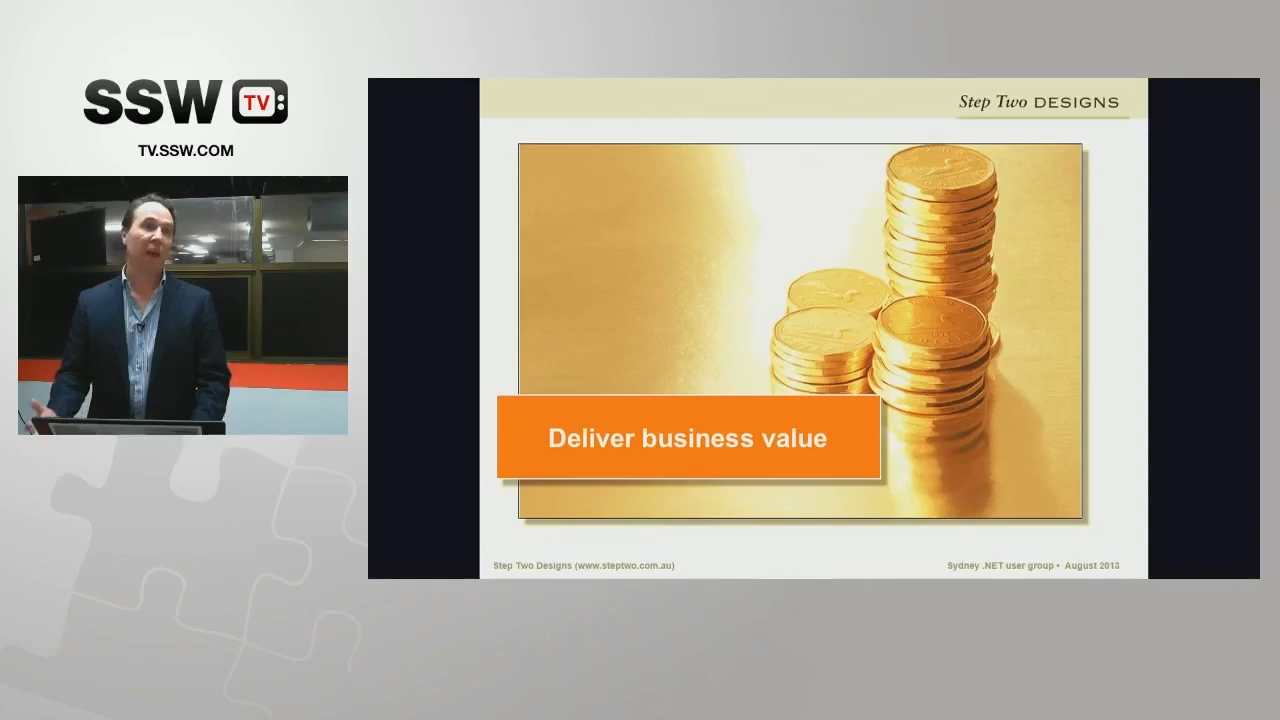 SSW TV
TV.SSW.COM
Step Two DESIGNS
Deliver business value
Step Two Designs (www.steptwo.com.au)
Sydney .NET user group • August 2013